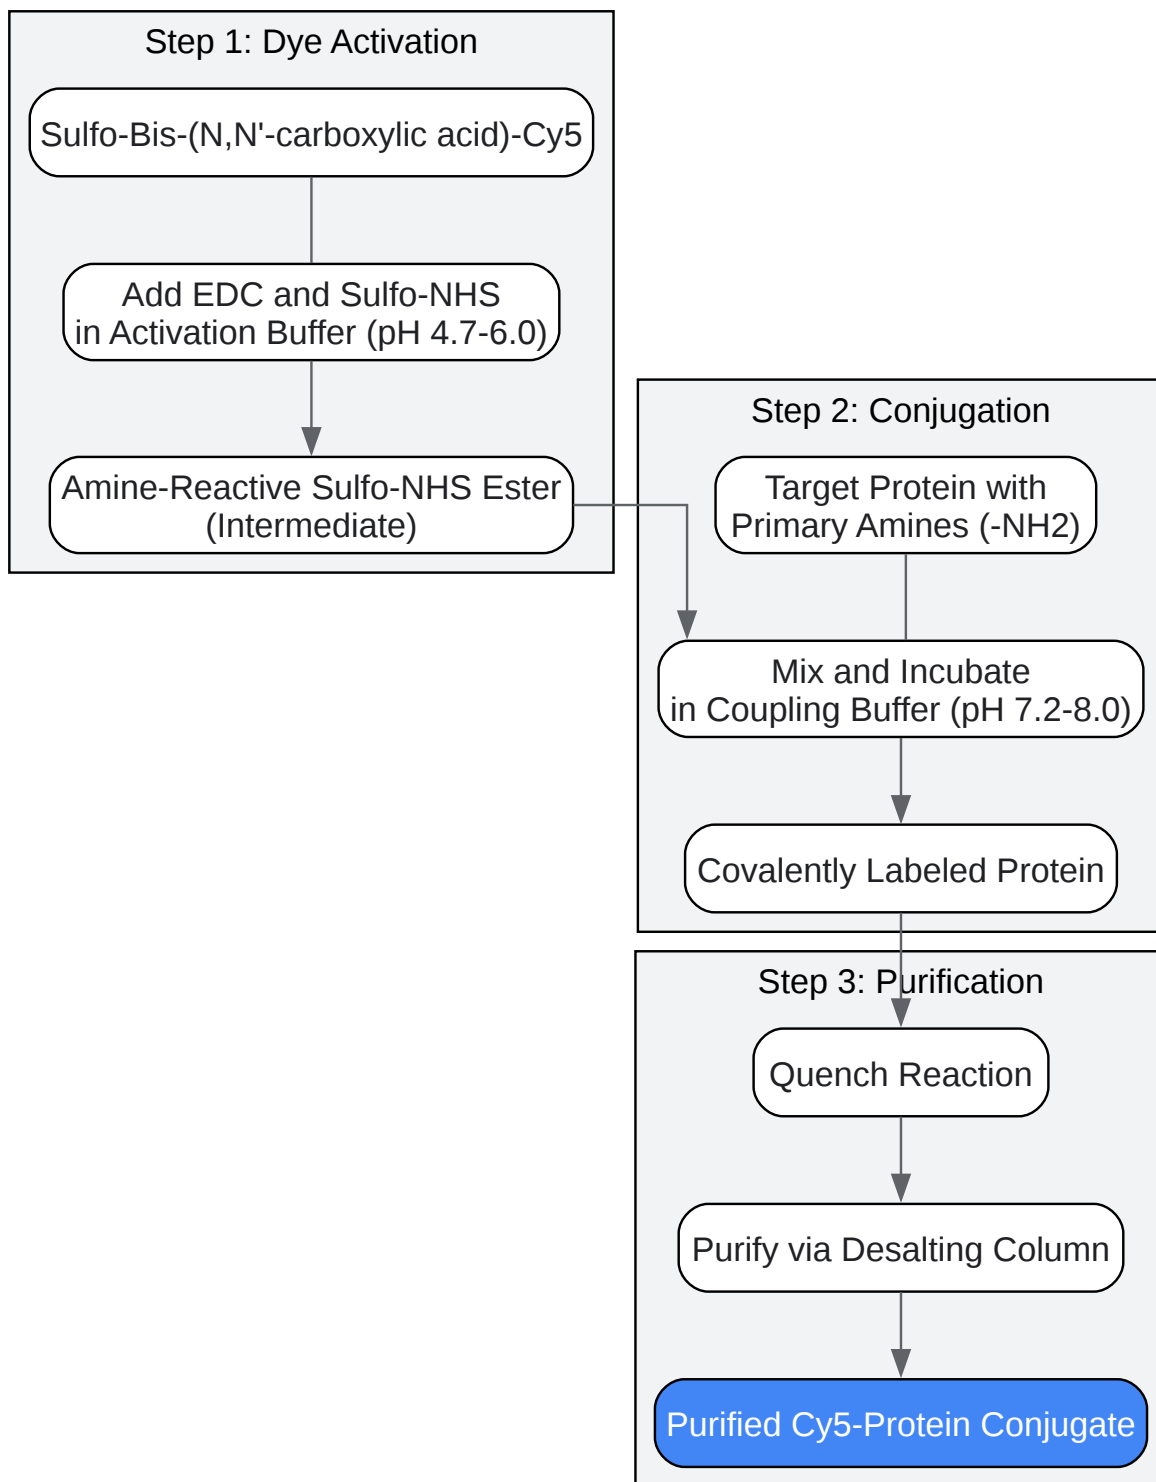 Step 1: Dye Activation
Sulfo-Bis-(N,N'-carboxylic acid)-Cy5
Add EDC and Sulfo-NHS
in Activation Buffer (pH 4.7-6.0)
Amine-Reactive Sulfo-NHS Ester
(Intermediate)
Step 2: Conjugation
Target Protein with
Primary Amines (-NH2)
Mix and Incubate
in Coupling Buffer (pH 7.2-8.0)
Covalently Labeled Protein
Step 3: Purification
Quench Reaction
Purify via Desalting Column
Purified Cy5-Protein Conjugate